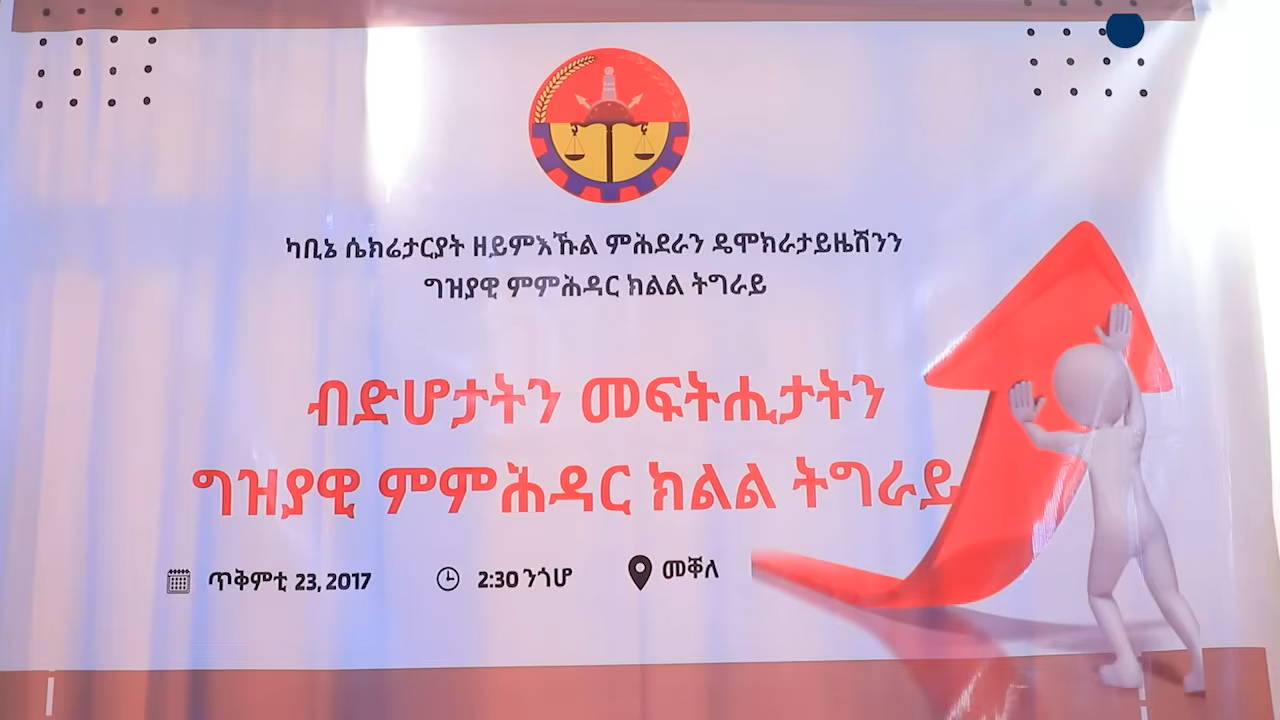 ካቢኔ ሴክሬታርያት ዘይምእኹል ምሕደራን ዴሞክራታይዜሽንን
ግዝያዊ ምምሕዳር ክልል ትግራይ
ብድሆታትን መፍትሒታትን
ግዝያዊ ምምሕዳር ክልል ትግራይ
ጥቅምቲ 23, 2017 2:30 ንጎሆ መቐለ